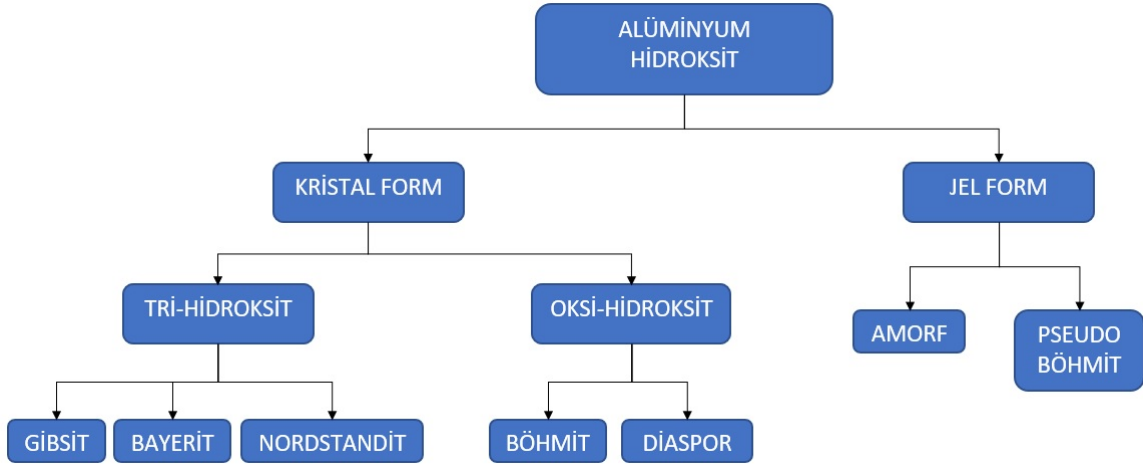 ALÜMİNYUM
HİDROKSİT
KRİSTAL FORM
JEL FORM
TRİ-HİDROKSİT
OKSİ-HİDROKSİT
AMORF
PSEUDO
BÖHMİT
GİBSİT
BAYERİT
NORDSTANDİT
BÖHMİT
DİASPOR